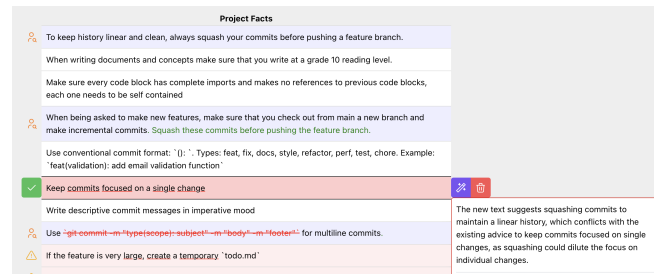 Project Facts
To keep history linear and clean, always squash your commits before pushing a feature branch.
When writing documents and concepts make sure that you write at a grade 10 reading level.
Make sure every code block has complete imports and makes no references to previous code blocks,
each one needs to be self contained
When being asked to make new features, make sure that you check out from main a new branch and
make incremental commits. Squash these commits before pushing the feature branch.
Use conventional commit format: `(): `. Types: feat, fix, docs, style, refactor, perf, test, chore. Example:
`feat(validation): add email validation function`
Keep commits focused on a single change
Write descriptive commit messages in imperative mood
Use `git commit -m "type(scope): subject" -m "body" -m "footer"` for multiline commits.
If the feature is very large, create a temporary `todo.md`
The new text suggests squashing commits to
maintain a linear history, which conflicts with the
existing advice to keep commits focused on single
changes, as squashing could dilute the focus on
individual changes.